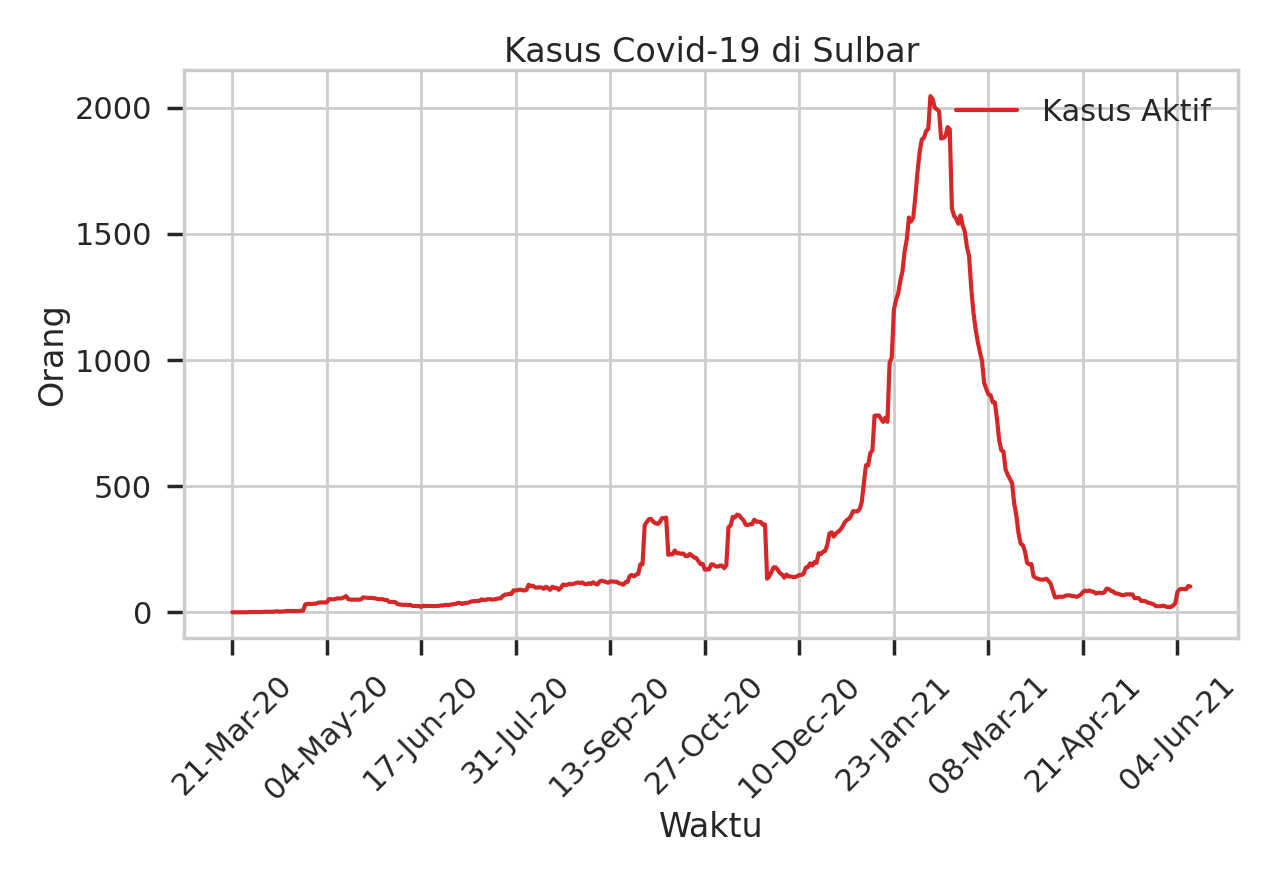 Kasus Covid-19 di Sulbar
Kasus Aktif
2000
1500
1000
500
0
Orang
21-Mar-20
04-May-20
17-Jun-20
31-Jul-20
13-Sep-20
27-Oct-20
10-Dec-20
23-Jan-21
08-Mar-21
21-Apr-21
04-Jun-21
Waktu